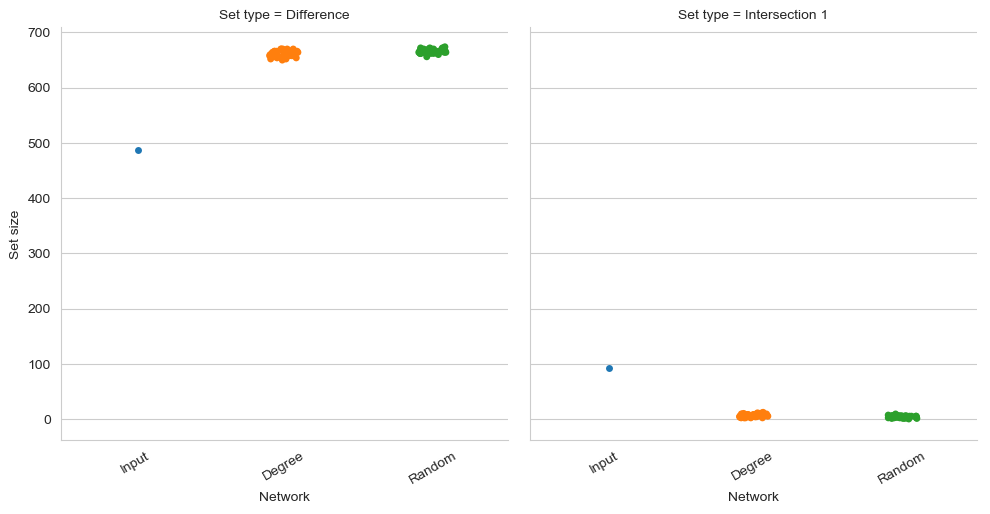 Set type = Difference
Set type = Intersection 1
700
600
500
400
300
200
100
0
Set size
Input
Degree
Random
Network
Input
Degree
Random
Network